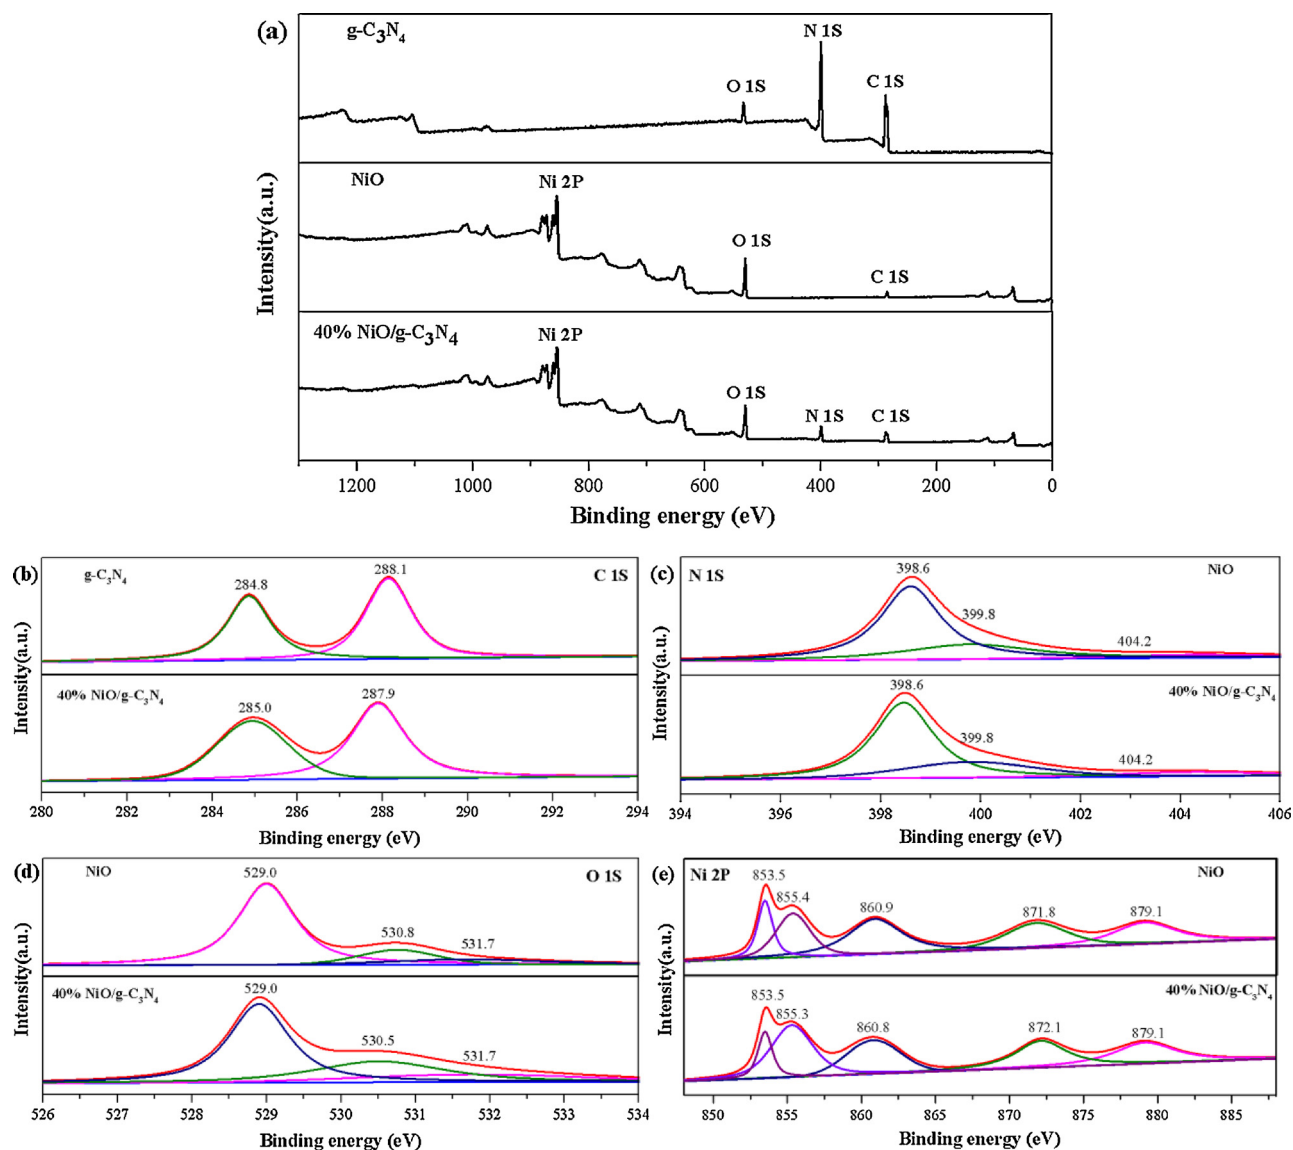 (a)
g-C₃N₄
N 1S
O 1S
C 1S
NiO
Ni 2P
O 1S
C 1S
40% NiO/g-C₃N₄
Ni 2P
O 1S
N 1S
C 1S
Intensity(a.u.)
1200 1000 800 600 400 200 0
Binding energy (eV)
(b)
g-C₃N₄
C 1S
284.8
288.1
40% NiO/g-C₃N₄
285.0
287.9
Intensity(a.u.)
280 282 284 286 288 290 292 294
Binding energy (eV)
(c)
N 1S
NiO
398.6
399.8
404.2
40% NiO/g-C₃N₄
398.6
399.8
404.2
Intensity(a.u.)
394 396 398 400 402 404 406
Binding energy (eV)
(d)
NiO
O 1S
529.0
530.8
531.7
40% NiO/g-C₃N₄
529.0
530.5
531.7
Intensity(a.u.)
526 527 528 529 530 531 532 533 534
Binding energy (eV)
(e)
Ni 2P
NiO
853.5
855.4
860.9
871.8
879.1
40% NiO/g-C₃N₄
853.5
855.3
860.8
872.1
879.1
Intensity(a.u.)
850 855 860 865 870 875 880 885
Binding energy (eV)